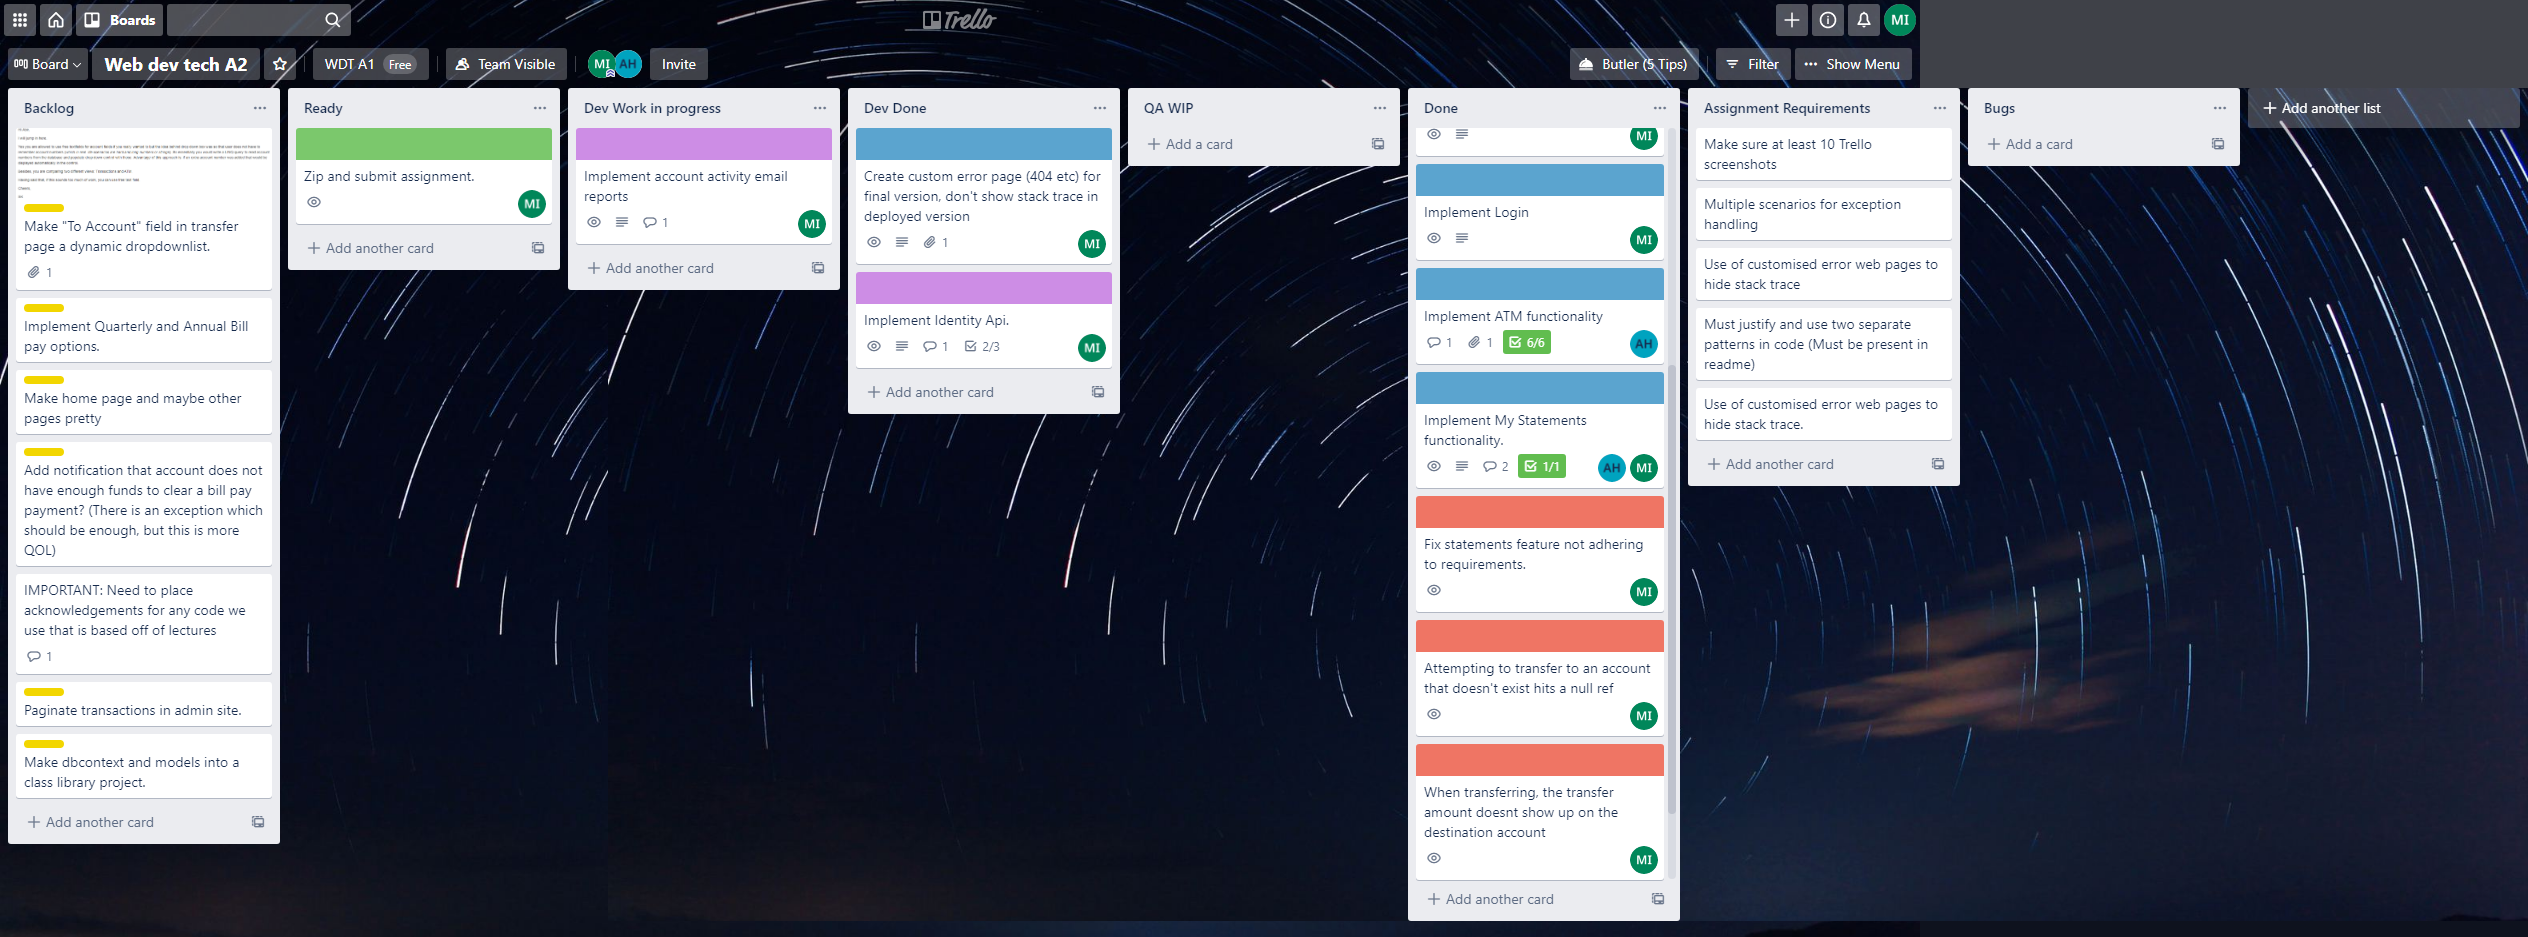 Boards
Trello
MI
Board
Web dev tech A2
WDT A1 Free
Team Visible
MI AH
Invite
Butler (5 Tips)
Filter
Show Menu
Backlog
Make "To Account" field in transfer
page a dynamic dropdownlist.
1
Implement Quarterly and Annual Bill
pay options.
Make home page and maybe other
pages pretty
Add notification that account does not
have enough funds to clear a bill pay
payment? (There is an exception which
should be enough, but this is more
QOL)
IMPORTANT: Need to place
acknowledgements for any code we
use that is based off of lectures
1
Paginate transactions in admin site.
Make dbcontext and models into a
class library project.
Add another card
Ready
Zip and submit assignment.
MI
Add another card
Dev Work in progress
Implement account activity email
reports
1 MI
Add another card
Dev Done
Create custom error page (404 etc) for
final version, don't show stack trace in
deployed version
1 MI
Implement Identity Api.
1 2/3 MI
Add another card
QA WIP
Add a card
Done
MI
Implement Login
MI
Implement ATM functionality
1 1 6/6 AH
Implement My Statements
functionality.
2 1/1 AH MI
Fix statements feature not adhering
to requirements.
MI
Attempting to transfer to an account
that doesn't exist hits a null ref
MI
When transferring, the transfer
amount doesnt show up on the
destination account
MI
Add another card
Assignment Requirements
Make sure at least 10 Trello
screenshots
Multiple scenarios for exception
handling
Use of customised error web pages to
hide stack trace
Must justify and use two separate
patterns in code (Must be present in
readme)
Use of customised error web pages to
hide stack trace.
Add another card
Bugs
Add a card
Add another list